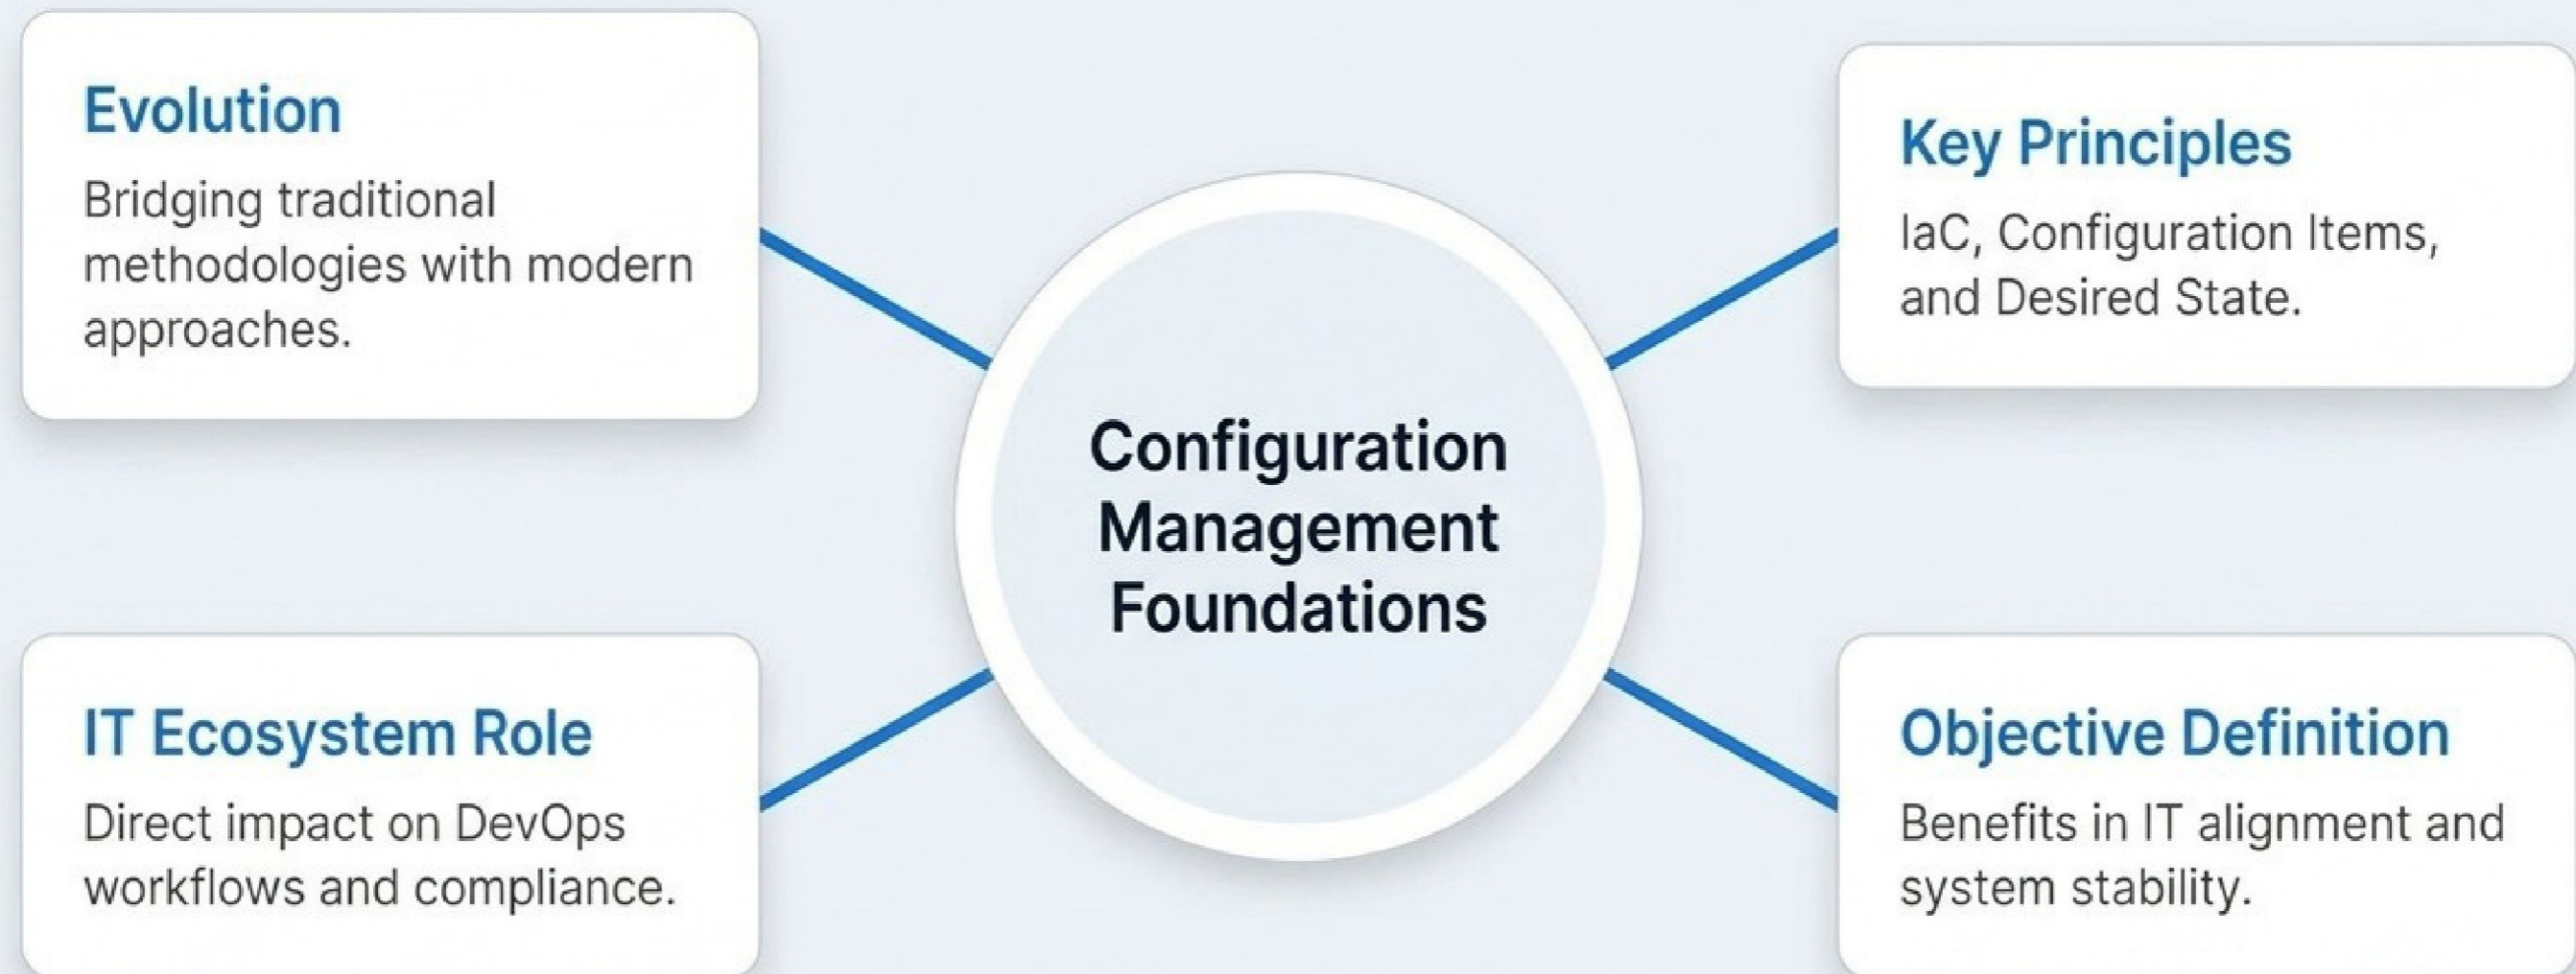 Evolution
Bridging traditional
methodologies with modern
approaches.
Key Principles
IaC, Configuration Items,
and Desired State.
Configuration
Management
Foundations
IT Ecosystem Role
Direct impact on DevOps
workflows and compliance.
Objective Definition
Benefits in IT alignment and
system stability.